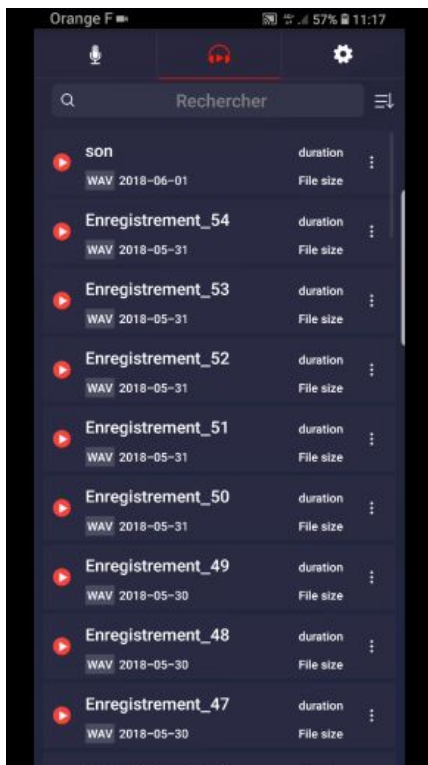 Orange F 57% 11:17
Rechercher
son duration
WAV 2018-06-01 File size
Enregistrement_54 duration
WAV 2018-05-31 File size
Enregistrement_53 duration
WAV 2018-05-31 File size
Enregistrement_52 duration
WAV 2018-05-31 File size
Enregistrement_51 duration
WAV 2018-05-31 File size
Enregistrement_50 duration
WAV 2018-05-31 File size
Enregistrement_49 duration
WAV 2018-05-30 File size
Enregistrement_48 duration
WAV 2018-05-30 File size
Enregistrement_47 duration
WAV 2018-05-30 File size